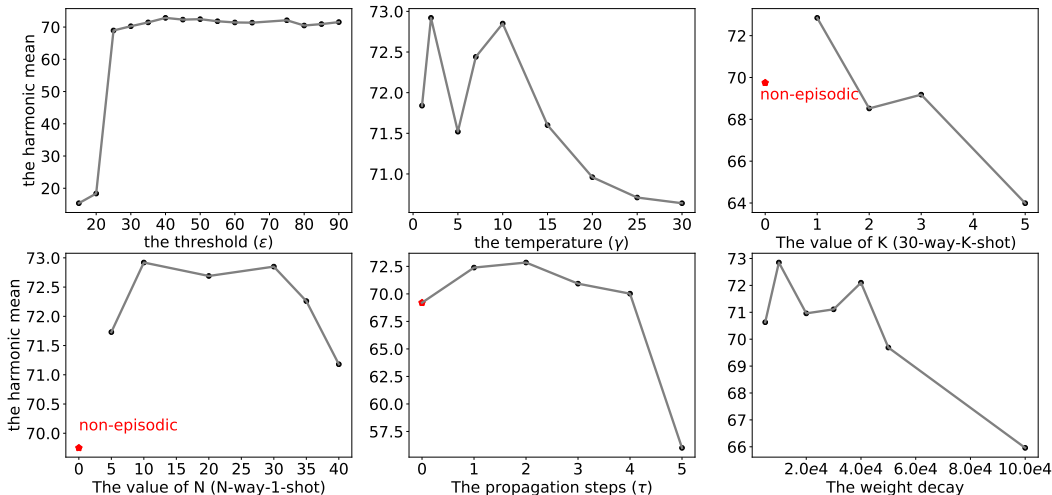 70
60
50
40
30
20
the harmonic mean
20 30 40 50 60 70 80 90
the threshold (ε)
73.0
72.5
72.0
71.5
71.0
0 5 10 15 20 25 30
the temperature (γ)
72
70
68
66
64
non-episodic
0 1 2 3 4 5
The value of K (30-way-K-shot)
73.0
72.5
72.0
71.5
71.0
70.5
70.0
the harmonic mean
non-episodic
0 5 10 15 20 25 30 35 40
The value of N (N-way-1-shot)
72.5
70.0
67.5
65.0
62.5
60.0
57.5
0 1 2 3 4 5
The propagation steps (τ)
73
72
71
70
69
68
67
66
2.0e4 4.0e4 6.0e4 8.0e4 10.0e4
The weight decay